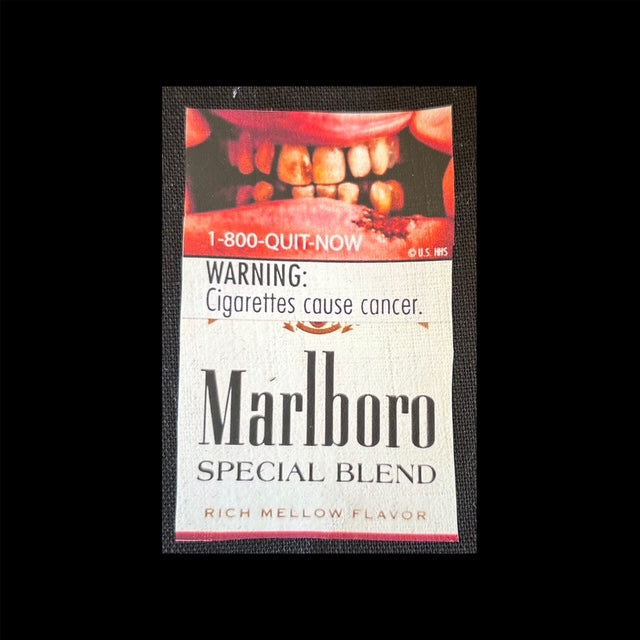 1-800-QUIT-NOW
© U.S. HHS
WARNING:
Cigarettes cause cancer.
Marlboro
SPECIAL BLEND
RICH MELLOW FLAVOR